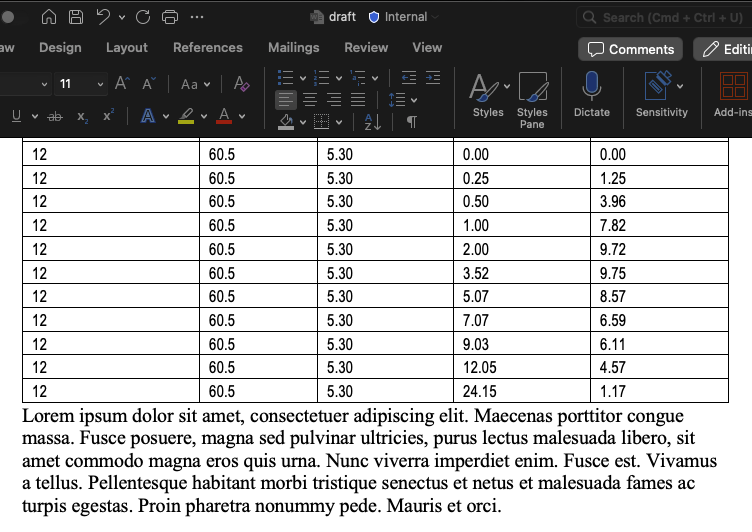 draft Internal Search (Cmd + Ctrl + U)
aw Design Layout References Mailings Review View Comments Editi
11 A A Aa A
U ab x₂ x² A A A↓Z ¶ Styles Styles Pane Dictate Sensitivity Add-ins
12 60.5 5.30 0.00 0.00
12 60.5 5.30 0.25 1.25
12 60.5 5.30 0.50 3.96
12 60.5 5.30 1.00 7.82
12 60.5 5.30 2.00 9.72
12 60.5 5.30 3.52 9.75
12 60.5 5.30 5.07 8.57
12 60.5 5.30 7.07 6.59
12 60.5 5.30 9.03 6.11
12 60.5 5.30 12.05 4.57
12 60.5 5.30 24.15 1.17
Lorem ipsum dolor sit amet, consectetuer adipiscing elit. Maecenas porttitor congue
massa. Fusce posuere, magna sed pulvinar ultricies, purus lectus malesuada libero, sit
amet commodo magna eros quis urna. Nunc viverra imperdiet enim. Fusce est. Vivamus
a tellus. Pellentesque habitant morbi tristique senectus et netus et malesuada fames ac
turpis egestas. Proin pharetra nonummy pede. Mauris et orci.